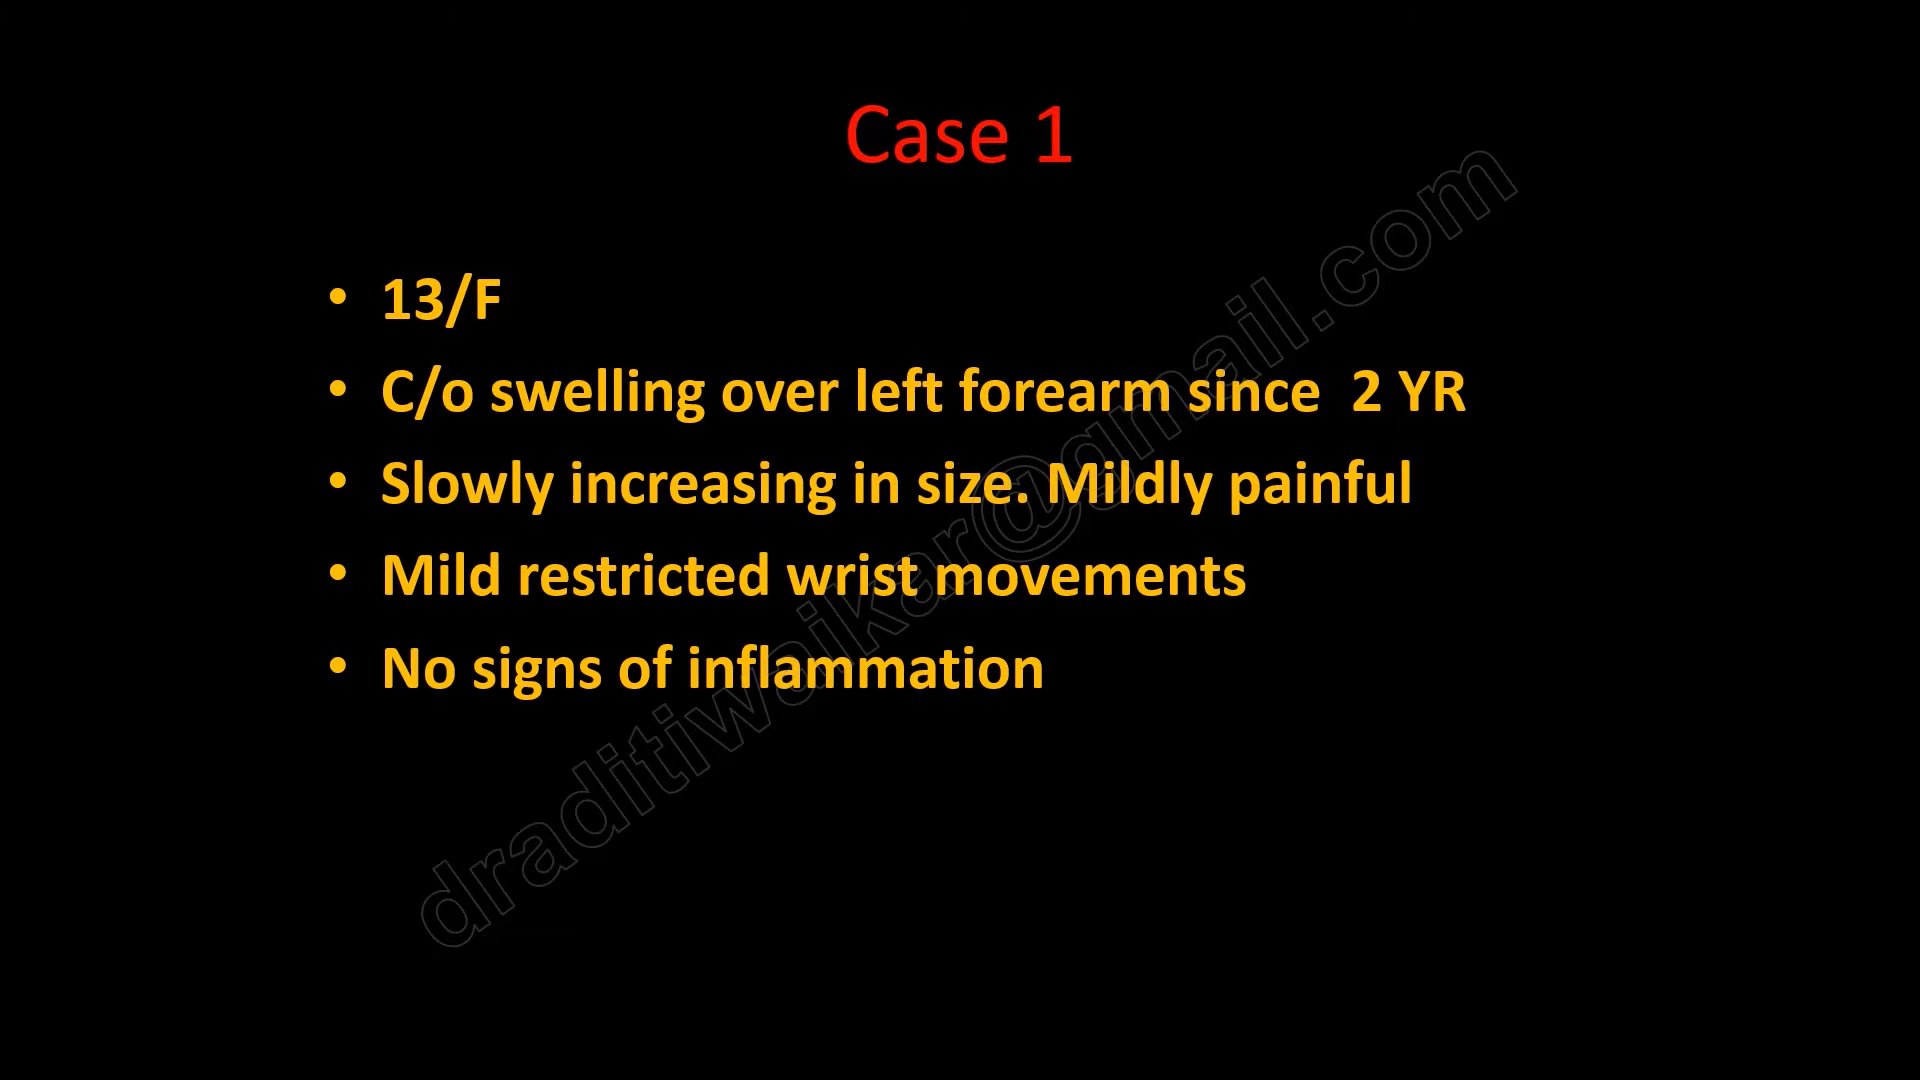 Case 1
• 13/F
• C/o swelling over left forearm since  2 YR
• Slowly increasing in size. Mildly painful
• Mild restricted wrist movements
• No signs of inflammation
draditiwaikar@gmail.com